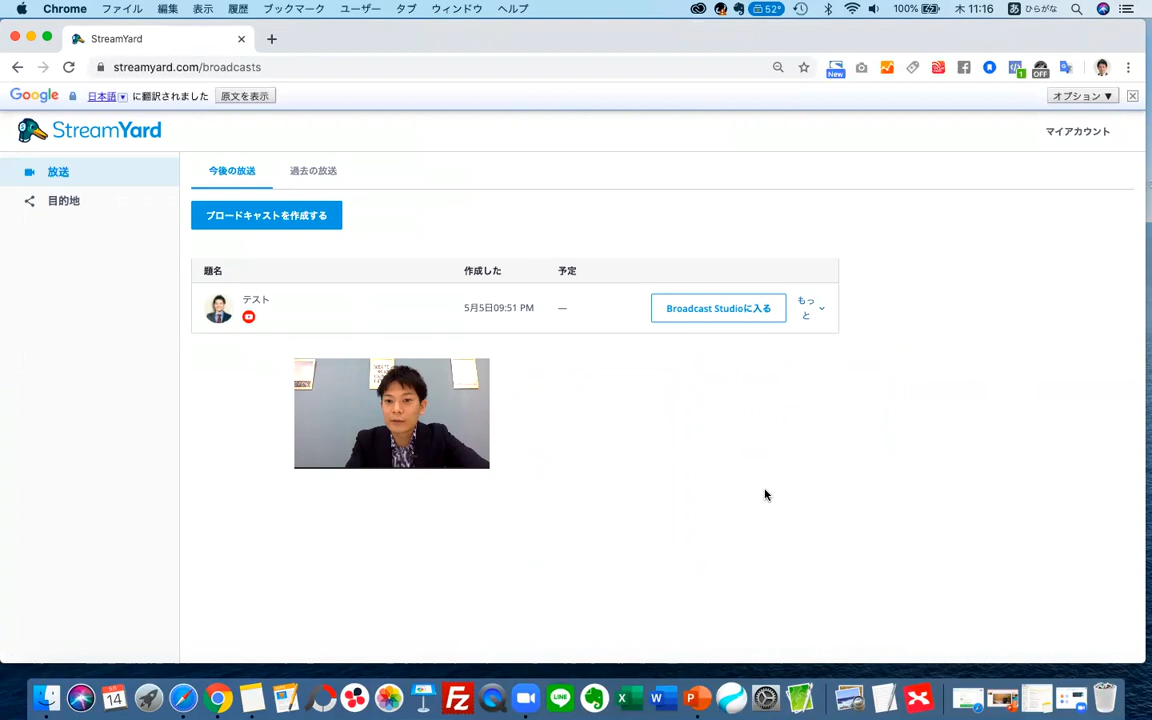 Chrome ファイル 編集 表示 履歴 ブックマーク ユーザー タブ ウィンドウ ヘルプ 52° 100% 木 11:16 あ ひらがな
StreamYard
streamyard.com/broadcasts New 1 OFF
Google 日本語 に翻訳されました 原文を表示 オプション ▼
StreamYard マイアカウント
放送
目的地
今後の放送 過去の放送
ブロードキャストを作成する
題名 作成した 予定
テスト
5月5日09:51 PM — Broadcast Studioに入る もっと
14 LINE